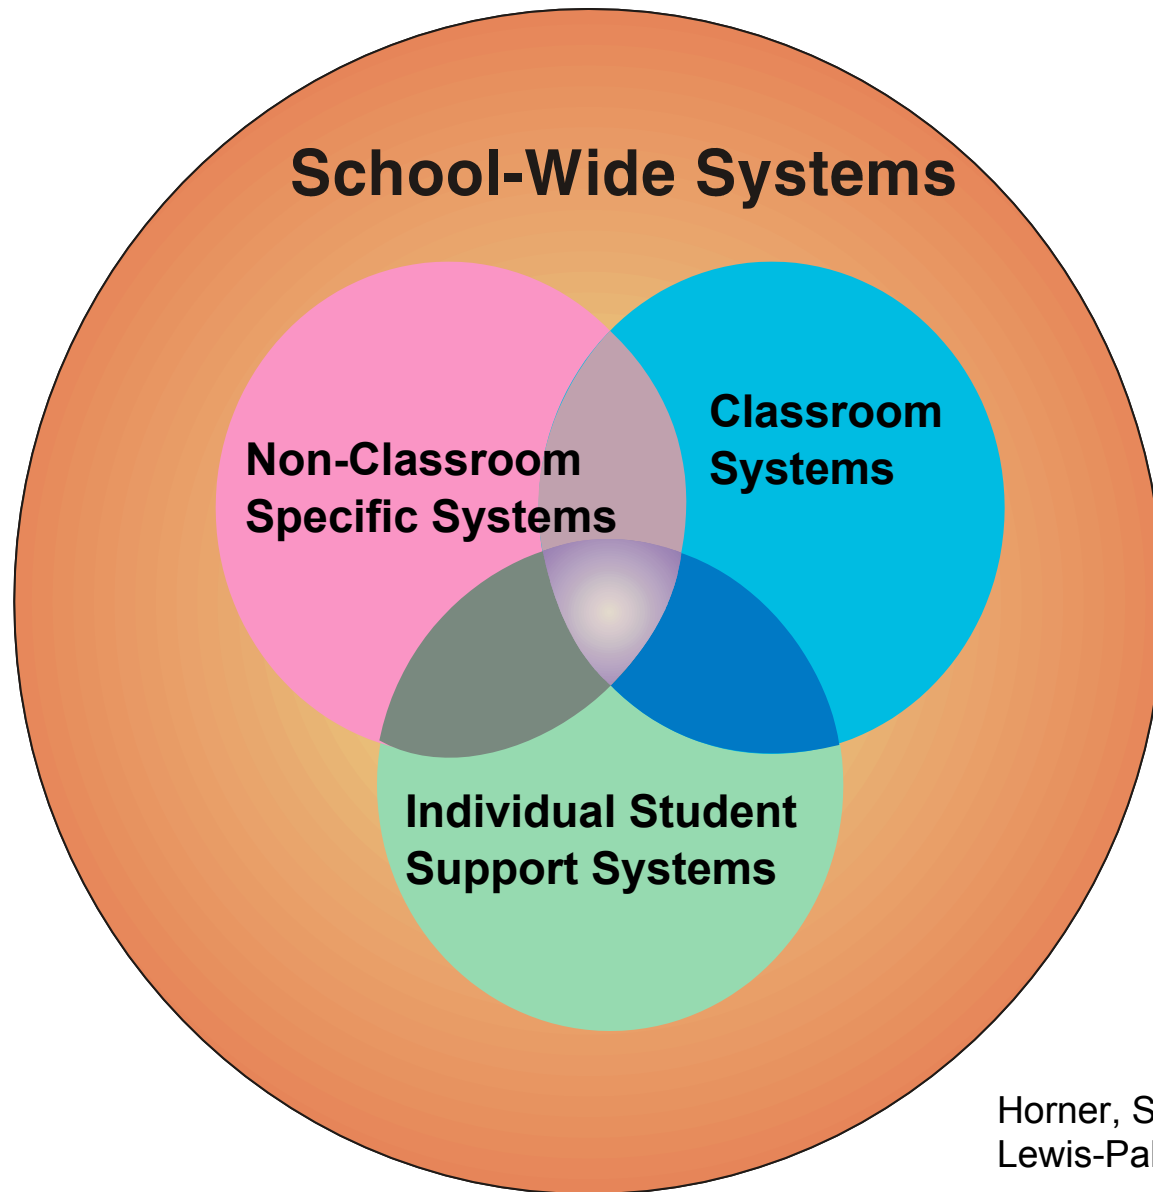 School-Wide Systems
Classroom
Systems
Non-Classroom
Specific Systems
Individual Student
Support Systems
Horner, S
Lewis-Pal